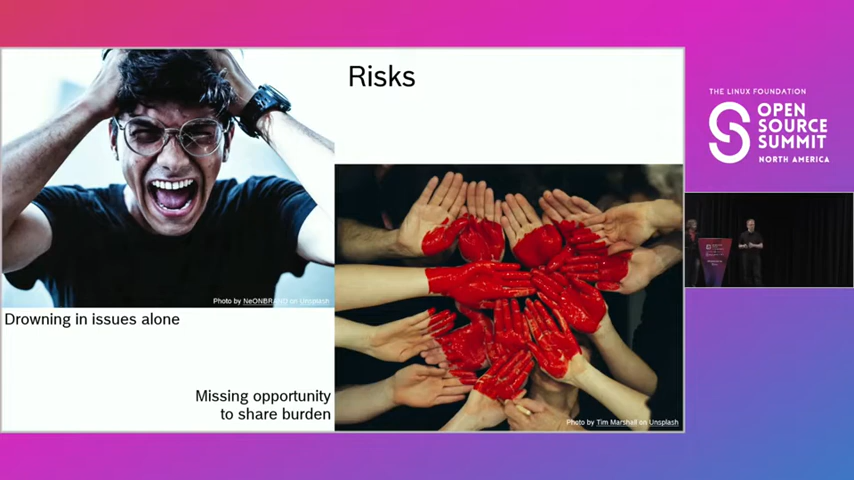 Risks
Photo by NeONBRAND on Unsplash
Drowning in issues alone
Missing opportunity
to share burden
Photo by Tim Marshall on Unsplash
THE LINUX FOUNDATION
OPEN
SOURCE
SUMMIT
NORTH AMERICA